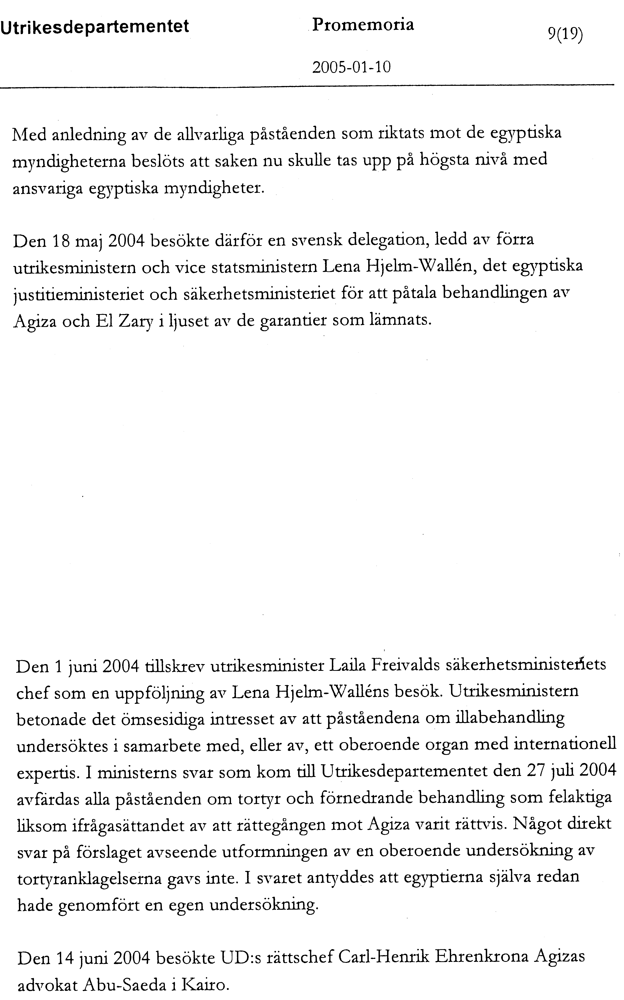 Utrikesdepartementet
Promemoria
9(19)
2005-01-10
Med anledning av de allvarliga påståenden som riktats mot de egyptiska
myndigheterna beslöts att saken nu skulle tas upp på högsta nivå med
ansvariga egyptiska myndigheter.
Den 18 maj 2004 besökte därför en svensk delegation, ledd av förra
utrikesministern och vice statsministern Lena Hjelm-Wallén, det egyptiska
justitieministeriet och säkerhetsministeriet för att påtala behandlingen av
Agiza och El Zary i ljuset av de garantier som lämnats.
Den 1 juni 2004 tillskrev utrikesminister Laila Freivalds säkerhetsministeriets
chef som en uppföljning av Lena Hjelm-Walléns besök. Utrikesministern
betonade det ömsesidiga intresset av att påståendena om illabehandling
undersöktes i samarbete med, eller av, ett oberoende organ med internationell
expertis. I ministerns svar som kom till Utrikesdepartementet den 27 juli 2004
avfärdas alla påståenden om tortyr och förnedrande behandling som felaktiga
liksom ifrågasättandet av att rättegången mot Agiza varit rättvis. Något direkt
svar på förslaget avseende utformningen av en oberoende undersökning av
tortyranklagelserna gavs inte. I svaret antyddes att egyptierna själva redan
hade genomfört en egen undersökning.
Den 14 juni 2004 besökte UD:s rättschef Carl-Henrik Ehrenkrona Agizas
advokat Abu-Saeda i Kairo.